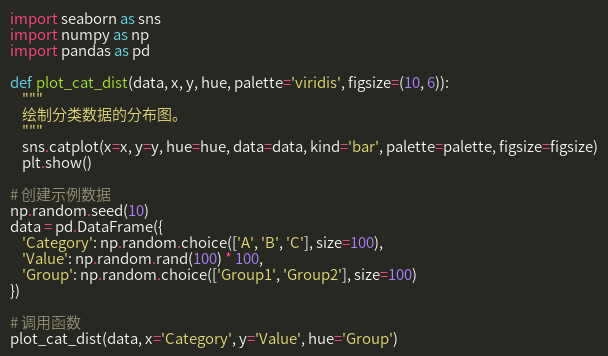 import seaborn as sns
import numpy as np
import pandas as pd
def plot_cat_dist(data, x, y, hue, palette='viridis', figsize=(10, 6)):
"""
绘制分类数据的分布图。
"""
sns.catplot(x=x, y=y, hue=hue, data=data, kind='bar', palette=palette, figsize=figsize)
plt.show()
# 创建示例数据
np.random.seed(10)
data = pd.DataFrame({
'Category': np.random.choice(['A', 'B', 'C'], size=100),
'Value': np.random.rand(100) * 100,
'Group': np.random.choice(['Group1', 'Group2'], size=100)
})
# 调用函数
plot_cat_dist(data, x='Category', y='Value', hue='Group')